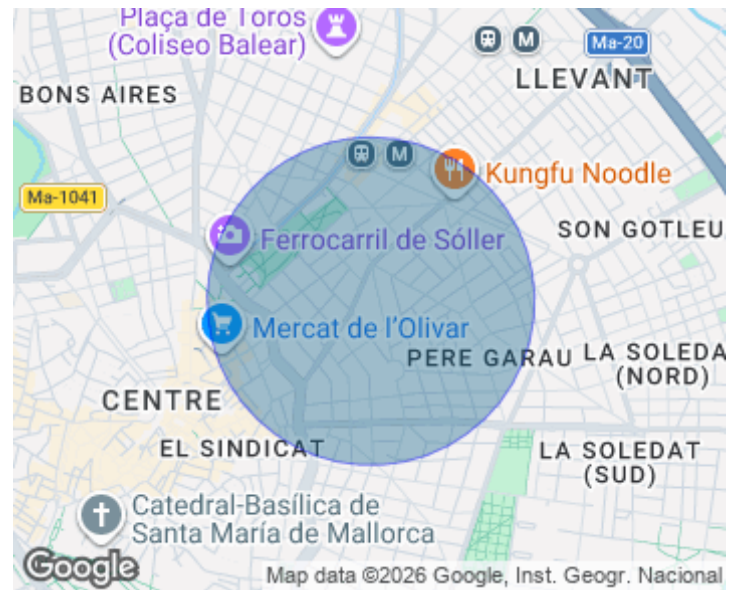 Plaça de Toros
(Coliseo Balear)
M
Ma-20
LLEVANT
BONS AIRES
M
Kungfu Noodle
Ma-1041
Ferrocarril de Sóller
SON GOTLEU
Mercat de l'Olivar
PERE GARAU
LA SOLEDA
(NORD)
CENTRE
EL SINDICAT
LA SOLEDAT
(SUD)
Catedral-Basílica de
Santa María de Mallorca
Google
Map data ©2026 Google, Inst. Geogr. Nacional